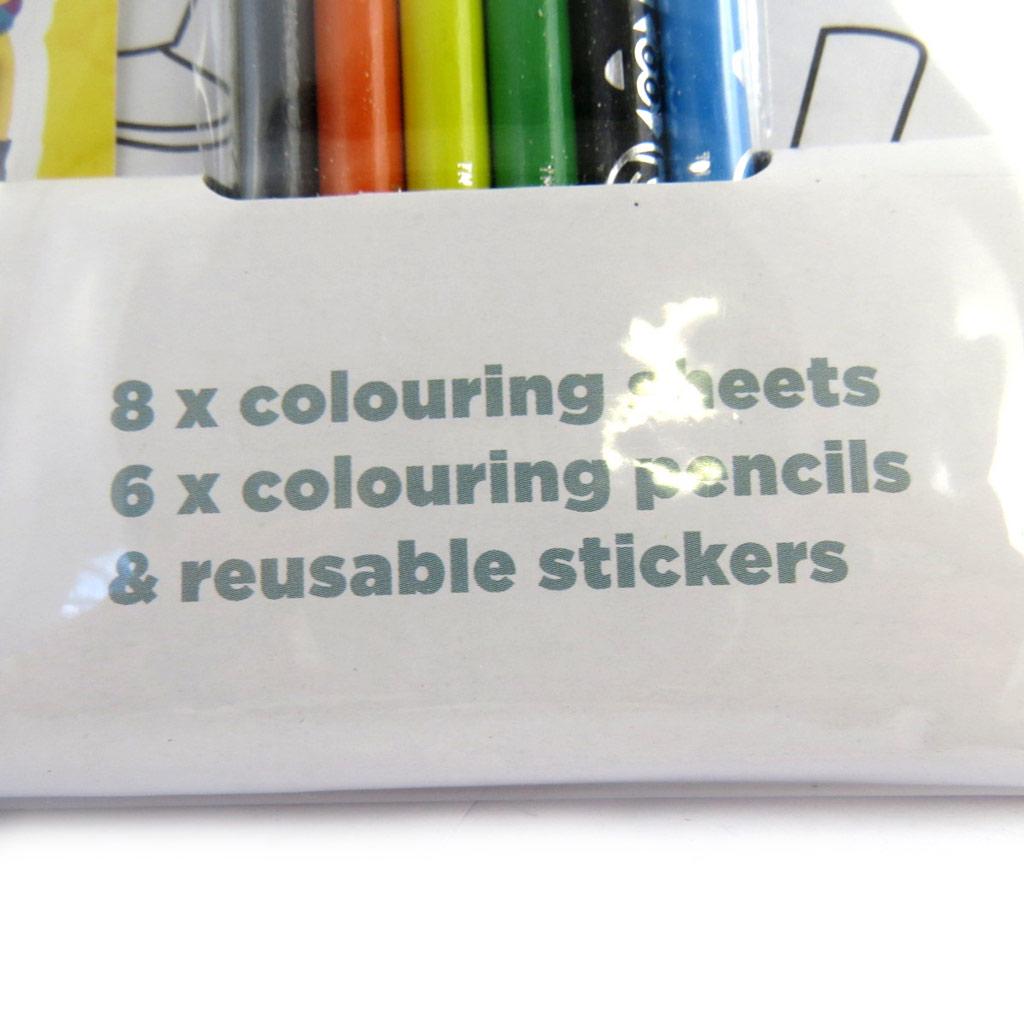 8 x colouring sheets
6 x colouring pencils
& reusable stickers